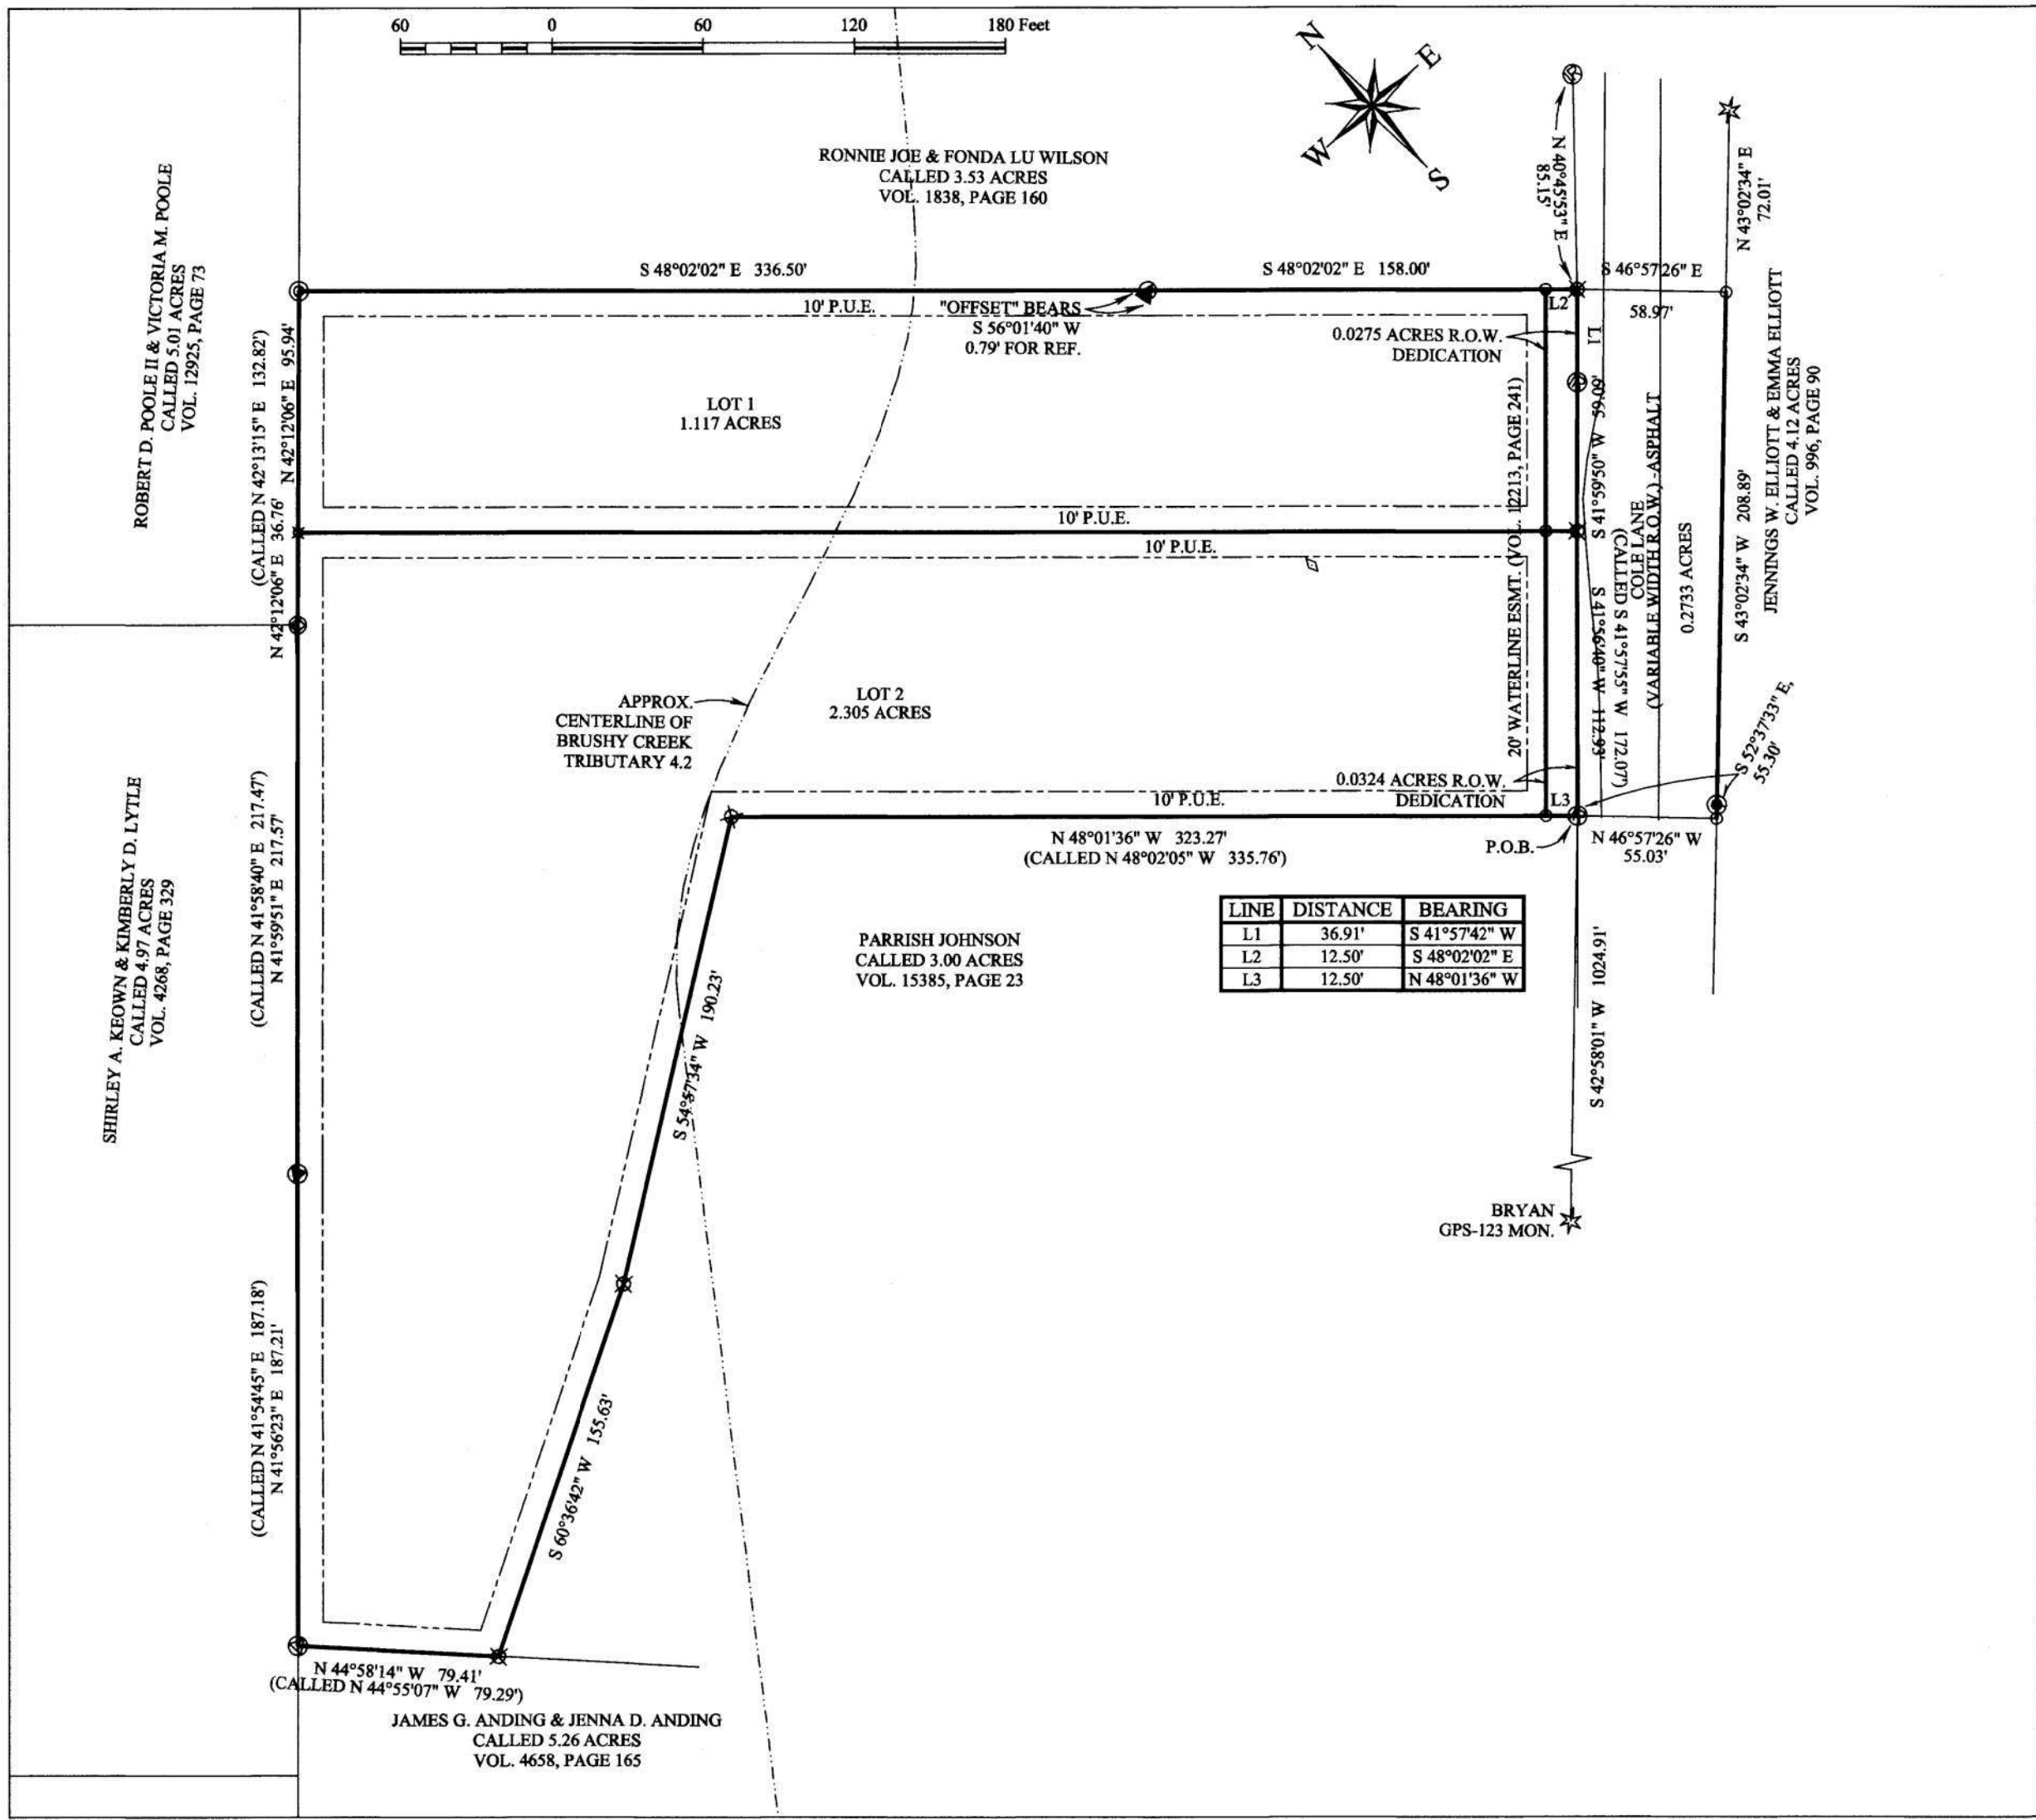 60 0 60 120 180 Feet
N
E
W
S
RONNIE JOE & FONDA LU WILSON
CALLED 3.53 ACRES
VOL. 1838, PAGE 160
N 40°45'53" E
85.15'
N 43°02'34" E
72.01'
ROBERT D. POOLE II & VICTORIA M. POOLE
CALLED 5.01 ACRES
VOL. 12925, PAGE 73
S 48°02'02" E 336.50'
S 48°02'02" E 158.00'
S 46°57'26" E
58.97'
10' P.U.E.
"OFFSET" BEARS
S 56°01'40" W
0.79' FOR REF.
L2
L1
0.0275 ACRES R.O.W.
DEDICATION
(CALLED N 42°13'15" E 132.82')
N 42°12'06" E 95.94'
N 42°12'06" E 36.76'
LOT 1
1.117 ACRES
10' P.U.E.
10' P.U.E.
20' WATERLINE ESMT. (VOL. 12213, PAGE 241)
S 41°59'50" W 59.09'
S 41°56'40" W 112.93'
(CALLED S 41°57'55" W 172.07')
COLE LANE
(VARIABLE WIDTH R.O.W.) -ASPHALT
0.2733 ACRES
S 43°02'34" W 208.89'
JENNINGS W. ELLIOTT & EMMA ELLIOTT
CALLED 4.12 ACRES
VOL. 996, PAGE 90
APPROX.
CENTERLINE OF
BRUSHY CREEK
TRIBUTARY 4.2
LOT 2
2.305 ACRES
S 52°37'33" E,
55.30'
0.0324 ACRES R.O.W.
DEDICATION
L3
10' P.U.E.
N 48°01'36" W 323.27'
(CALLED N 48°02'05" W 335.76')
P.O.B.
N 46°57'26" W
55.03'
SHIRLEY A. KEOWN & KIMBERLY D. LYTLE
CALLED 4.97 ACRES
VOL. 4268, PAGE 329
(CALLED N 41°58'40" E 217.47')
N 41°59'51" E 217.57'
PARRISH JOHNSON
CALLED 3.00 ACRES
VOL. 15385, PAGE 23
LINE DISTANCE BEARING
L1 36.91' S 41°57'42" W
L2 12.50' S 48°02'02" E
L3 12.50' N 48°01'36" W
S 54°57'34" W 190.23'
S 42°58'01" W 1024.91'
BRYAN
GPS-123 MON.
(CALLED N 41°54'45" E 187.18')
N 41°56'23" E 187.21'
S 60°36'42" W 155.63'
N 44°58'14" W 79.41'
(CALLED N 44°55'07" W 79.29')
JAMES G. ANDING & JENNA D. ANDING
CALLED 5.26 ACRES
VOL. 4658, PAGE 165